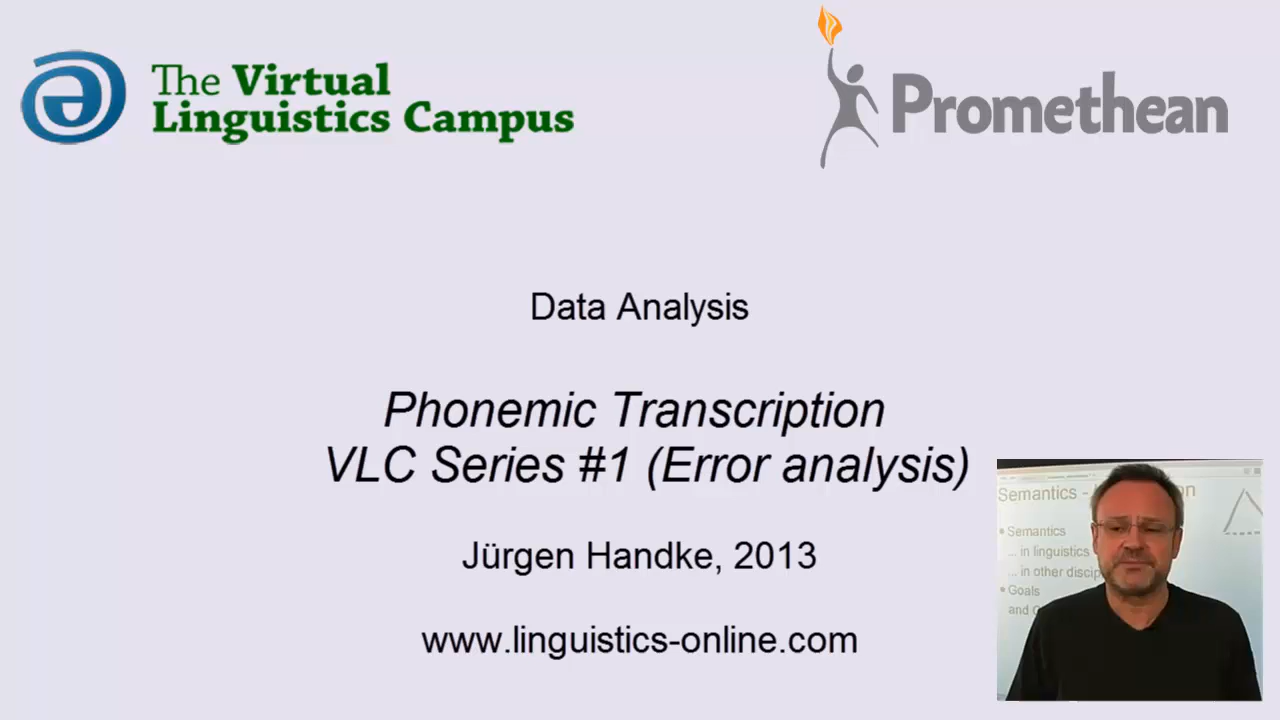 The Virtual
Linguistics Campus
Promethean
Data Analysis
Phonemic Transcription
VLC Series #1 (Error analysis)
Jürgen Handke, 2013
www.linguistics-online.com
Semantics -
• Semantics
... in linguistics
... in other discip
• Goals
and